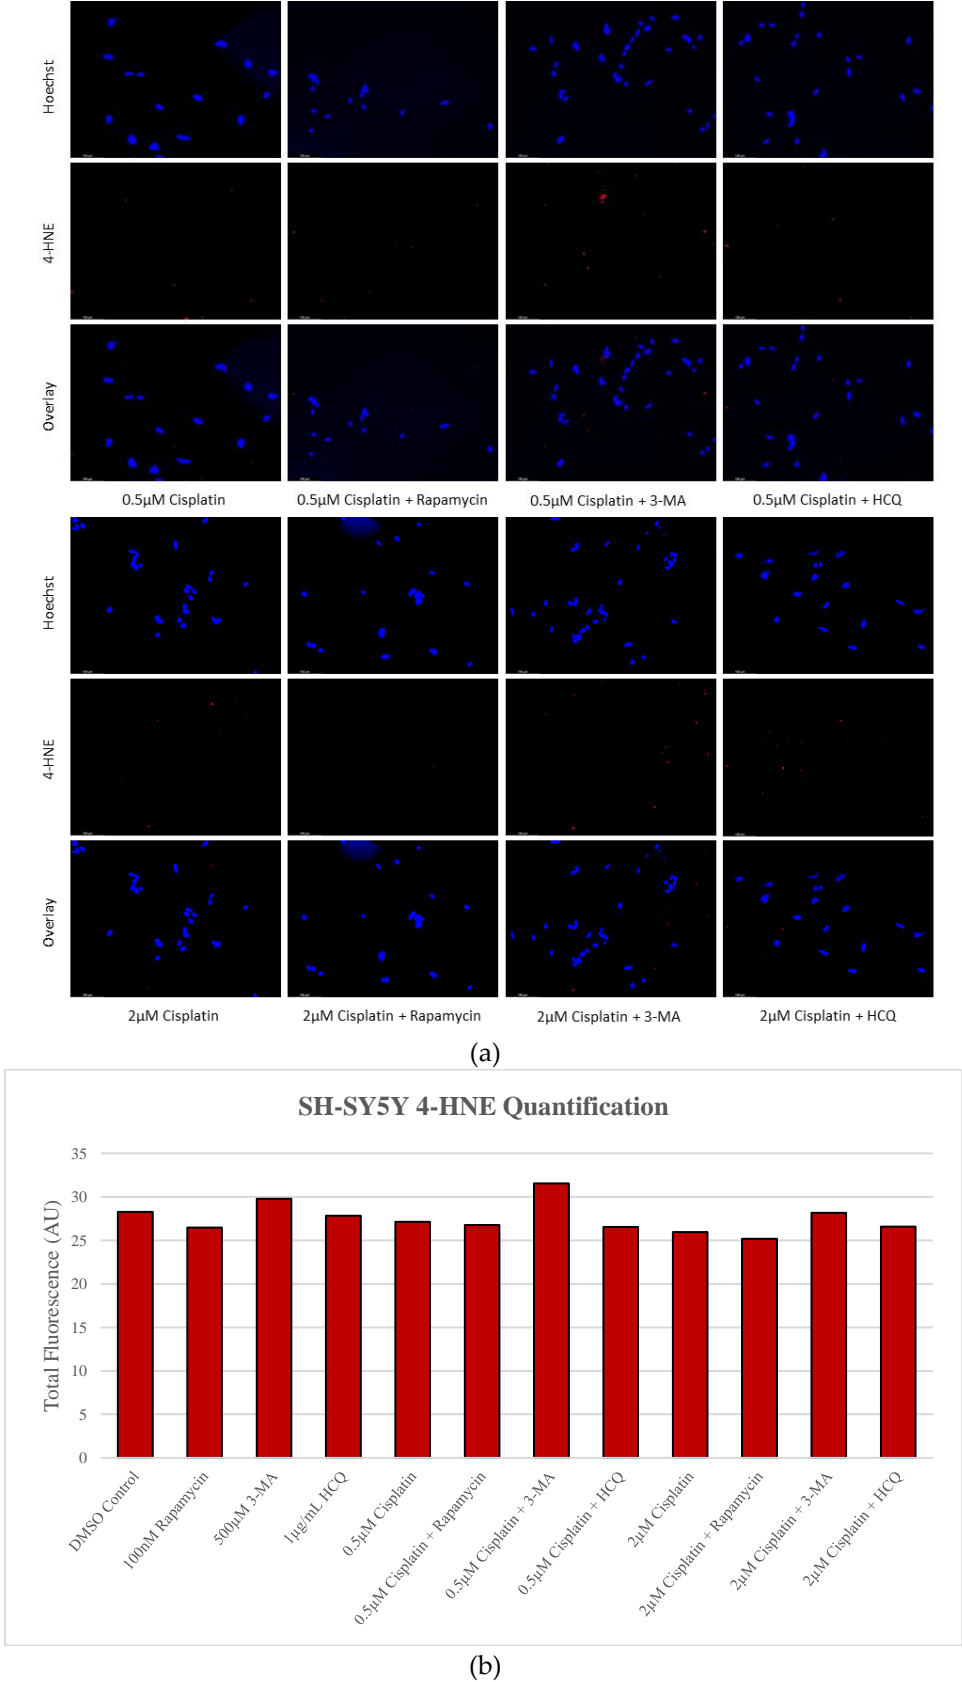 Hoechst
4-HNE
Overlay
0.5µM Cisplatin 0.5µM Cisplatin + Rapamycin 0.5µM Cisplatin + 3-MA 0.5µM Cisplatin + HCQ
Hoechst
4-HNE
Overlay
2µM Cisplatin 2µM Cisplatin + Rapamycin 2µM Cisplatin + 3-MA 2µM Cisplatin + HCQ
(a)
SH-SY5Y 4-HNE Quantification
Total Fluorescence (AU)
35
30
25
20
15
10
5
0
DMSO Control
100nM Rapamycin
500µM 3-MA
1µg/mL HCQ
0.5µM Cisplatin
0.5µM Cisplatin + Rapamycin
0.5µM Cisplatin + 3-MA
0.5µM Cisplatin + HCQ
2µM Cisplatin
2µM Cisplatin + Rapamycin
2µM Cisplatin + 3-MA
2µM Cisplatin + HCQ
(b)